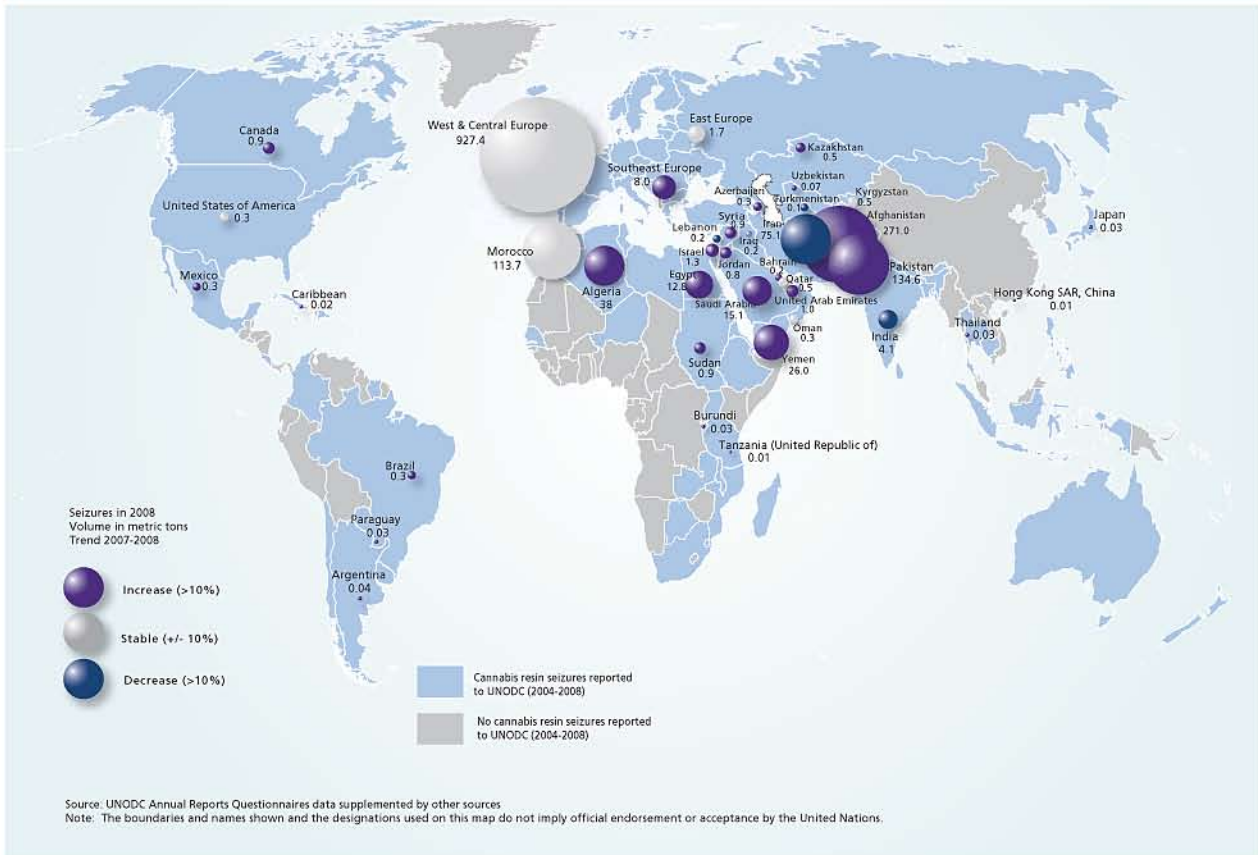 Canada
0.9
United States of America
0.3
Mexico
0.3
Caribbean
0.02
Brazil
0.3
Paraguay
0.03
Argentina
0.04
West & Central Europe
927.4
East Europe
1.7
Southeast Europe
8.0
Morocco
113.7
Algeria
38
Egypt
12.8
Sudan
0.9
Burundi
0.03
Tanzania (United Republic of)
0.01
Kazakhstan
0.5
Uzbekistan
0.07
Azerbaijan
0.3
Turkmenistan
0.1
Kyrgyzstan
0.5
Afghanistan
271.0
Syria
Lebanon
0.2
Iran
75.1
Iraq
0.2
Israel
1.3
Jordan
0.8
Bahrain
0.2
Qatar
0.5
Pakistan
134.6
Saudi Arabia
15.1
United Arab Emirates
1.0
Oman
0.3
Yemen
26.0
India
4.1
Thailand
0.03
Hong Kong SAR, China
0.01
Japan
0.03
Seizures in 2008
Volume in metric tons
Trend 2007-2008
Increase (>10%)
Stable (+/- 10%)
Decrease (>10%)
Cannabis resin seizures reported
to UNODC (2004-2008)
No cannabis resin seizures reported
to UNODC (2004-2008)
Source: UNODC Annual Reports Questionnaires data supplemented by other sources
Note: The boundaries and names shown and the designations used on this map do not imply official endorsement or acceptance by the United Nations.